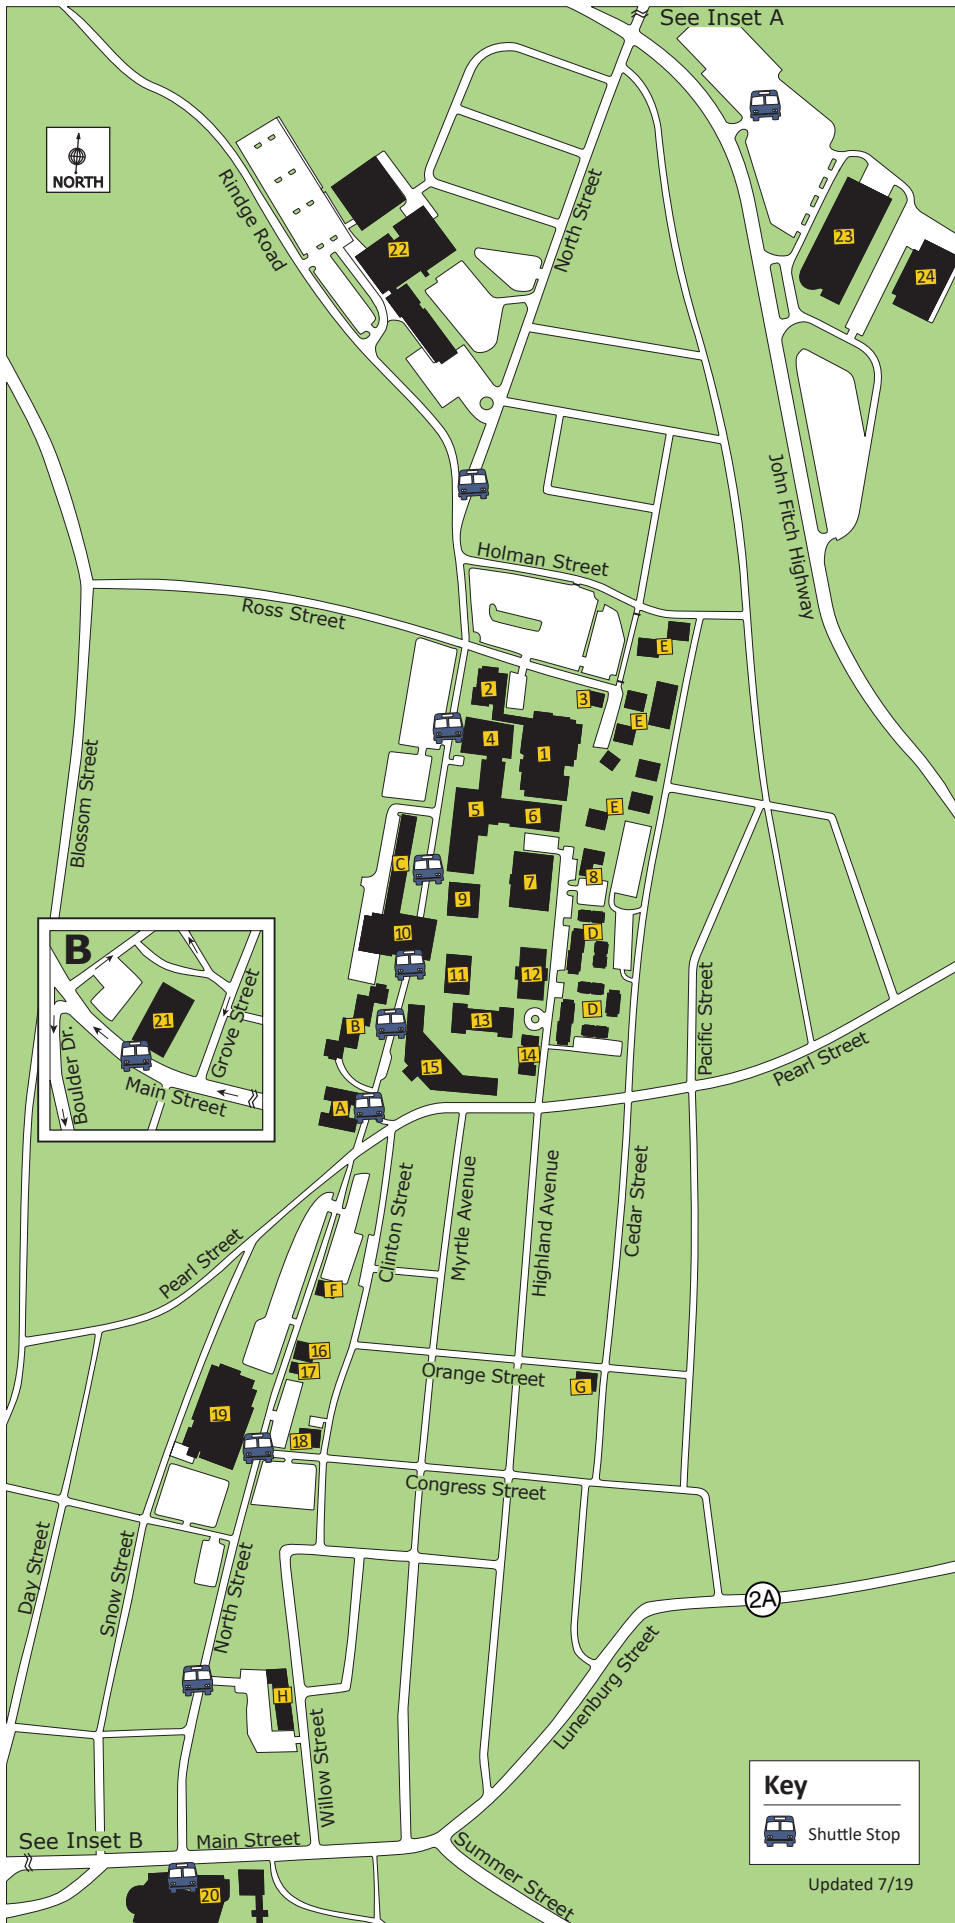 See Inset A
NORTH
Rindge Road
North Street
22
23
24
John Fitch Highway
Holman Street
Ross Street
E
2
3
E
4
1
Blossom Street
5
6
E
C
7
8
9
10
D
B
11
12
21
Grove Street
Boulder Dr.
Main Street
D
13
B
14
15
Pacific Street
Pearl Street
A
Clinton Street
Myrtle Avenue
Highland Avenue
Cedar Street
Pearl Street
F
16
17
Orange Street
G
19
18
Congress Street
Day Street
Snow Street
North Street
2A
Lunenburg Street
H
Willow Street
Key
Shuttle Stop
See Inset B
Main Street
Summer Street
20
Updated 7/19